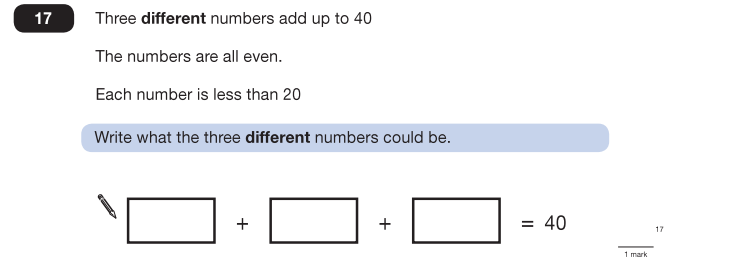 17 Three different numbers add up to 40
The numbers are all even.
Each number is less than 20
Write what the three different numbers could be.
+ + = 40
17
1 mark